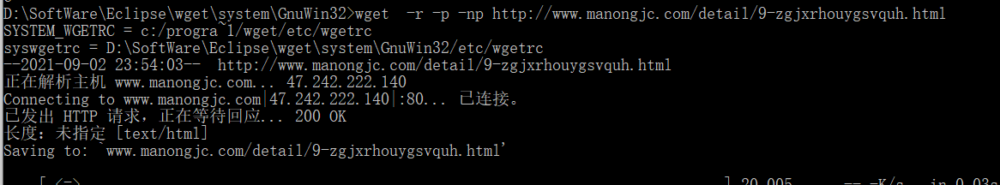 D:\SoftWare\Eclipse\wget\system\GnuWin32>wget  -r -p -np http://www.manongjc.com/detail/9-zgjxrhouygsvquh.html
SYSTEM_WGETRC = c:/progra~1/wget/etc/wgetrc
syswgetrc = D:\SoftWare\Eclipse\wget\system\GnuWin32/etc/wgetrc
--2021-09-02 23:54:03--  http://www.manongjc.com/detail/9-zgjxrhouygsvquh.html
正在解析主机 www.manongjc.com... 47.242.222.140
Connecting to www.manongjc.com|47.242.222.140|:80... 已连接。
已发出 HTTP 请求，正在等待回应... 200 OK
长度：未指定 [text/html]
Saving to: `www.manongjc.com/detail/9-zgjxrhouygsvquh.html'
[ <=> ] 20,005 --.-K/s in 0.03s